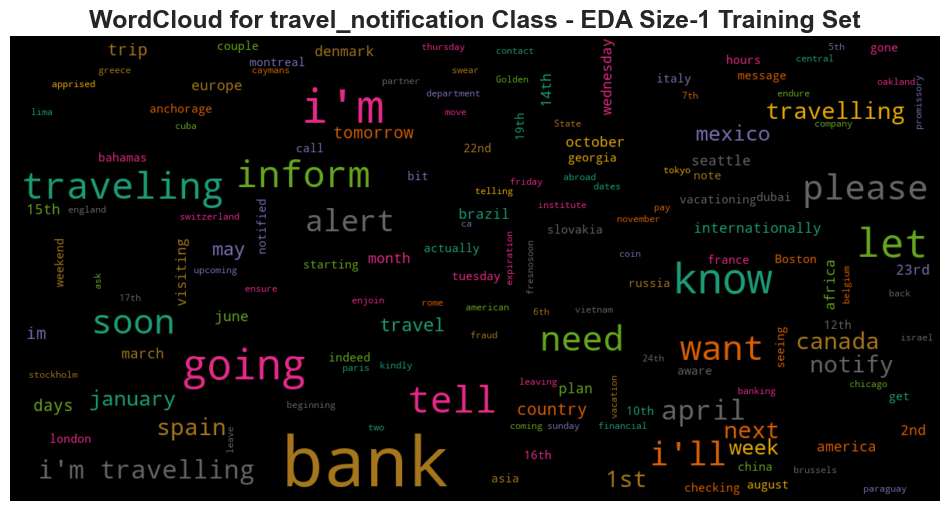 WordCloud for travel_notification Class - EDA Size-1 Training Set
trip
couple
denmark
thursday
contact
wednesday
5th
gone
greece
montreal
caymans
partner
swear
Golden
14th
hours
central
apprised
europe
department
italy
message
oakland
promissory
lima
anchorage
i'm
move
19th
7th
endure
travelling
cuba
tomorrow
State
october
mexico
company
bahamas
call
22nd
georgia
seattle
traveling
inform
bit
friday
abroad
tokyo
note
please
telling
dates
vacationing
dubai
15th
england
switzerland
notified
alert
brazil
institute
pay
ca
november
weekend
visiting
may
actually
expiration
slovakia
internationally
let
ask
upcoming
starting
month
tuesday
fresnosoon
coin
france
Boston
africa
belgium
23rd
17th
ensure
russia
know
back
enjoin
rome
american
6th
vietnam
im
soon
june
travel
fraud
need
12th
israel
march
going
indeed
paris
kindly
24th
want
seeing
canada
aware
notify
stockholm
tell
leaving
plan
vacation
banking
chicago
days
january
beginning
country
10th
april
get
london
spain
leave
two
coming
sunday
financial
next
2nd
i'm travelling
bank
16th
i'll
week
america
asia
1st
china
brussels
checking
august
paraguay